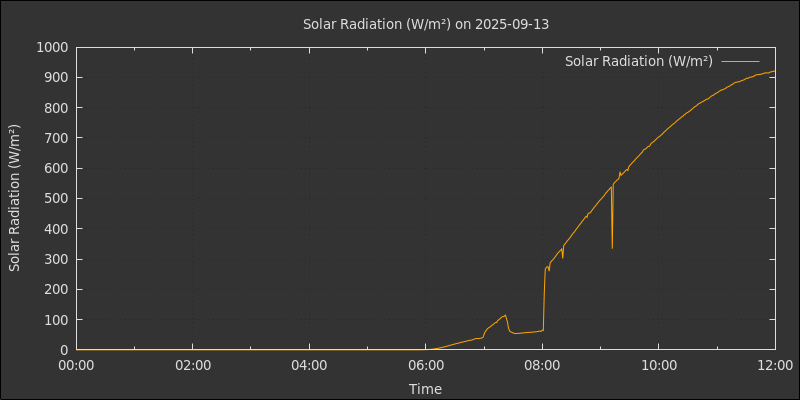 Solar Radiation (W/m²) on 2025-09-13
Solar Radiation (W/m²)
Solar Radiation (W/m²)
1000
900
800
700
600
500
400
300
200
100
0
00:00 02:00 04:00 06:00 08:00 10:00 12:00
Time